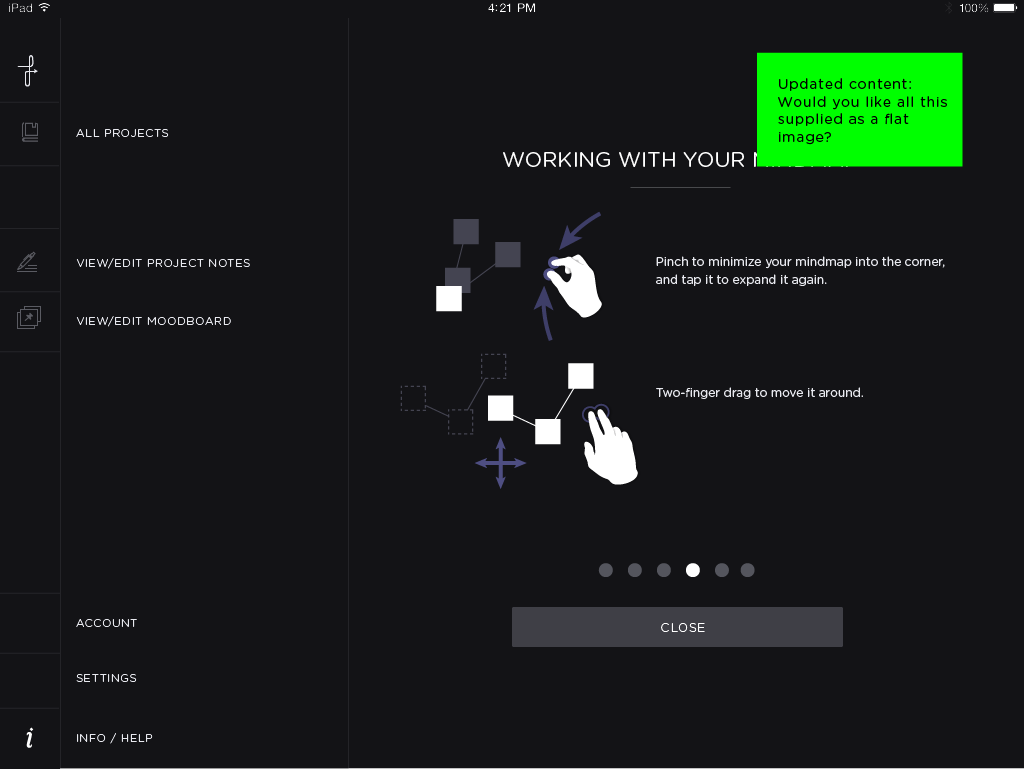 iPad 4:21 PM 100%
Updated content:
Would you like all this
supplied as a flat
image?
ALL PROJECTS
WORKING WITH YOUR
VIEW/EDIT PROJECT NOTES
Pinch to minimize your mindmap into the corner,
and tap it to expand it again.
VIEW/EDIT MOODBOARD
Two-finger drag to move it around.
ACCOUNT
CLOSE
SETTINGS
i INFO / HELP